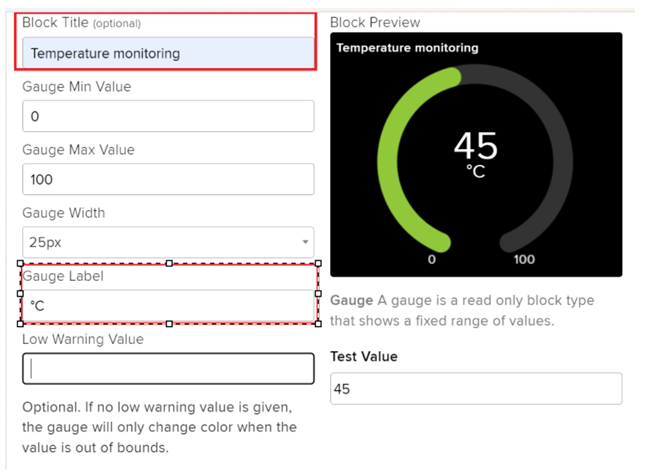 Block Title (optional)
Temperature monitoring
Gauge Min Value
0
Gauge Max Value
100
Gauge Width
25px
Gauge Label
°C
Low Warning Value
Optional. If no low warning value is given,
the gauge will only change color when the
value is out of bounds.
Block Preview
Temperature monitoring
45
°C
0 100
Gauge A gauge is a read only block type
that shows a fixed range of values.
Test Value
45